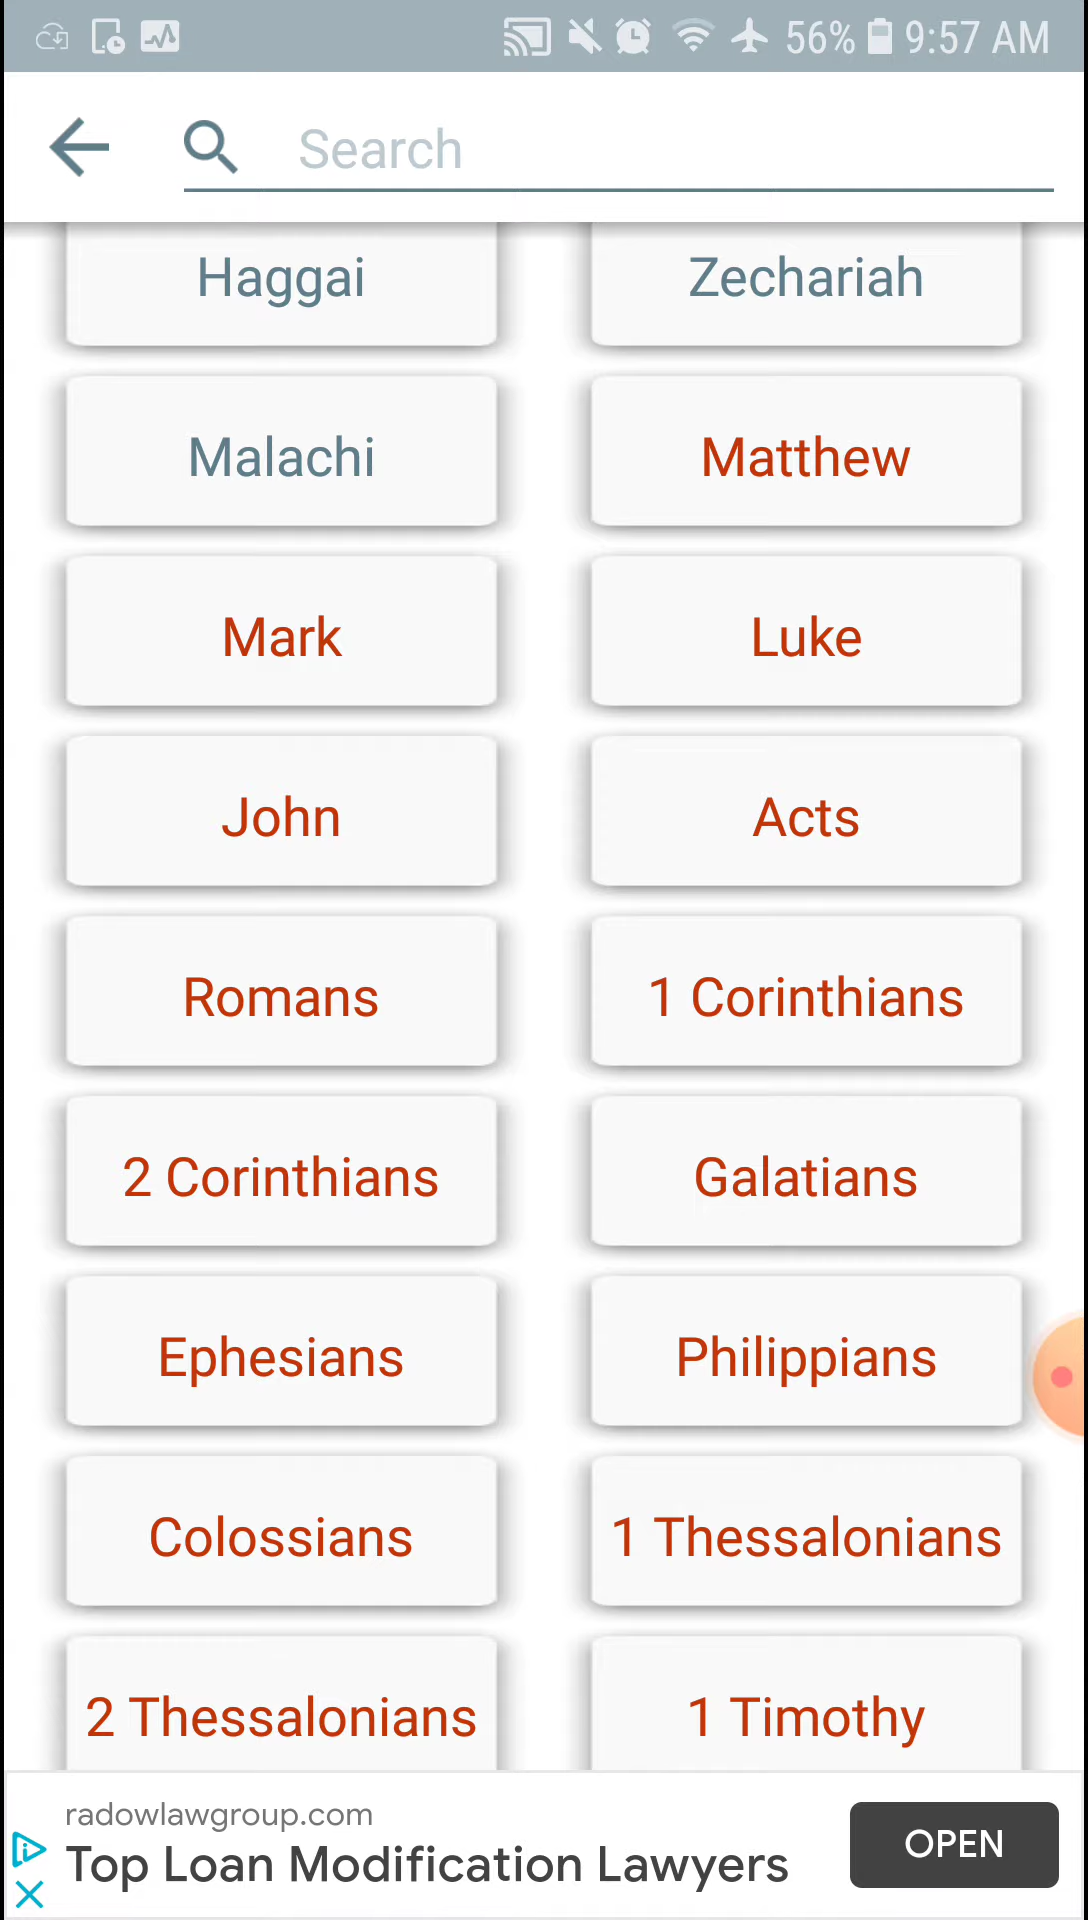 56% 9:57 AM
Search
Haggai Zechariah
Malachi Matthew
Mark Luke
John Acts
Romans 1 Corinthians
2 Corinthians Galatians
Ephesians Philippians
Colossians 1 Thessalonians
2 Thessalonians 1 Timothy
radowlawgroup.com
Top Loan Modification Lawyers
OPEN